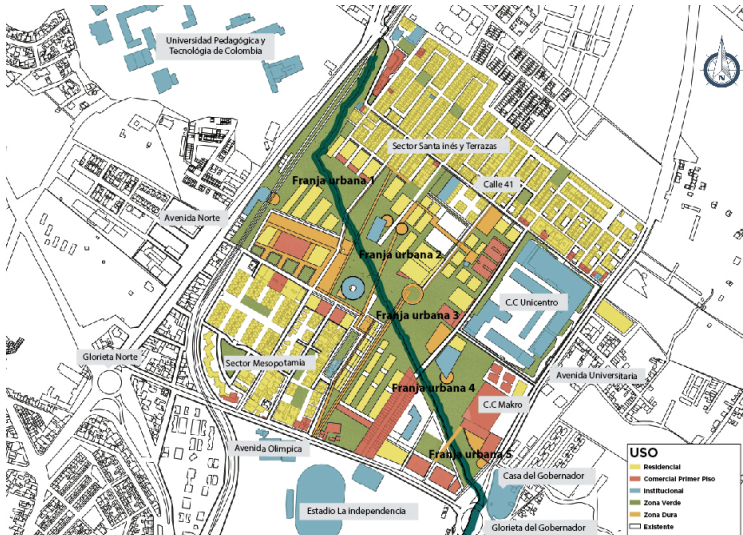 Universidad Pedagógica y
Tecnológia de Colombia
N
Sector Santa inés y Terrazas
Franja urbana 1
Calle 41
Avenida Norte
Franja urbana 2
C.C Unicentro
Franja urbana 3
Glorieta Norte
Sector Mesopotamia
Avenida Universitaria
Franja urbana 4
C.C Makro
Avenida Olimpica
Franja urbana 5
Casa del Gobernador
Estadio La independencia
Glorieta del Gobernador
USO
Residencial
Comercial Primer Piso
Institucional
Zona Verde
Zona Dura
Existente